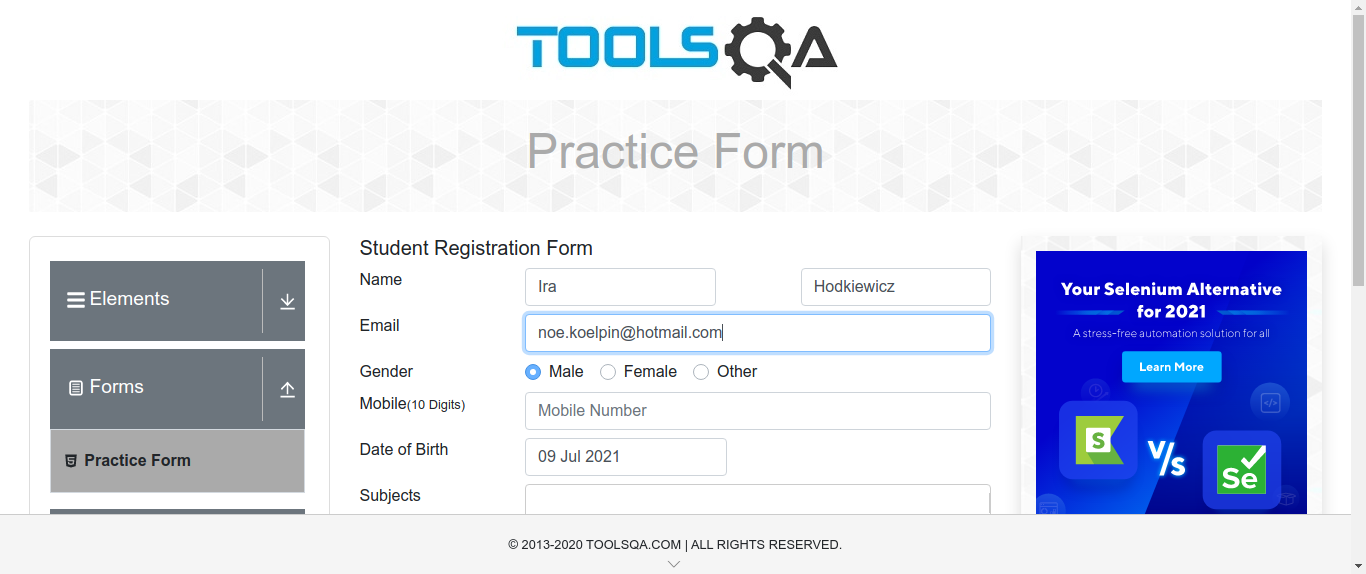 TOOLSQA
Practice Form
Elements
Forms
Practice Form
Student Registration Form
Name
Ira
Hodkiewicz
Email
noe.koelpin@hotmail.com
Gender
Male
Female
Other
Mobile(10 Digits)
Mobile Number
Date of Birth
09 Jul 2021
Subjects
Your Selenium Alternative
for 2021
A stress-free automation solution for all
Learn More
S
V/s
Se
© 2013-2020 TOOLSQA.COM | ALL RIGHTS RESERVED.